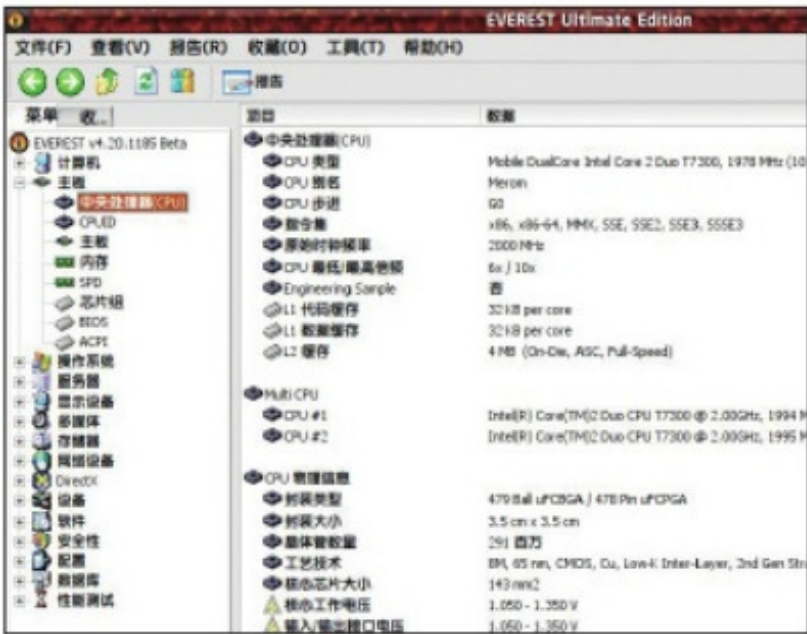 EVEREST Ultimate Edition
文件(F) 查看(V) 报告(R) 收藏(O) 工具(T) 帮助(H)
报告
菜单 收...
项目 数据
EVEREST v4.20.1185 Beta
计算机
主板
中央处理器(CPU)
CPUID
主板
内存
SPD
芯片组
BIOS
ACPI
操作系统
服务器
显示设备
多媒体
存储器
网络设备
DirectX
设备
软件
安全性
配置
数据库
性能测试
中央处理器(CPU)
CPU 类型 Mobile DualCore Intel Core 2 Duo T7300, 1978 MHz (10
CPU 别名 Merom
CPU 步进 G0
指令集 x86, x86-64, MMX, SSE, SSE2, SSE3, SSSE3
原始时钟频率 2000 MHz
CPU 最低/最高倍频 6x / 10x
Engineering Sample 否
L1 代码缓存 32 KB per core
L1 数据缓存 32 KB per core
L2 缓存 4 MB (On-Die, ASC, Full-Speed)
Multi CPU
CPU #1 Intel(R) Core(TM)2 Duo CPU T7300 @ 2.00GHz, 1994 M
CPU #2 Intel(R) Core(TM)2 Duo CPU T7300 @ 2.00GHz, 1995 M
CPU 物理信息
封装类型 479 Ball uFCBGA / 478 Pin uFCPGA
封装大小 3.5 cm x 3.5 cm
晶体管数量 291 百万
工艺技术 8M, 65 nm, CMOS, Cu, Low-K Inter-Layer, 2nd Gen Str
核心芯片大小 143 mm2
核心工作电压 1.050 - 1.350 V
输入/输出接口电压 1.050 - 1.350 V